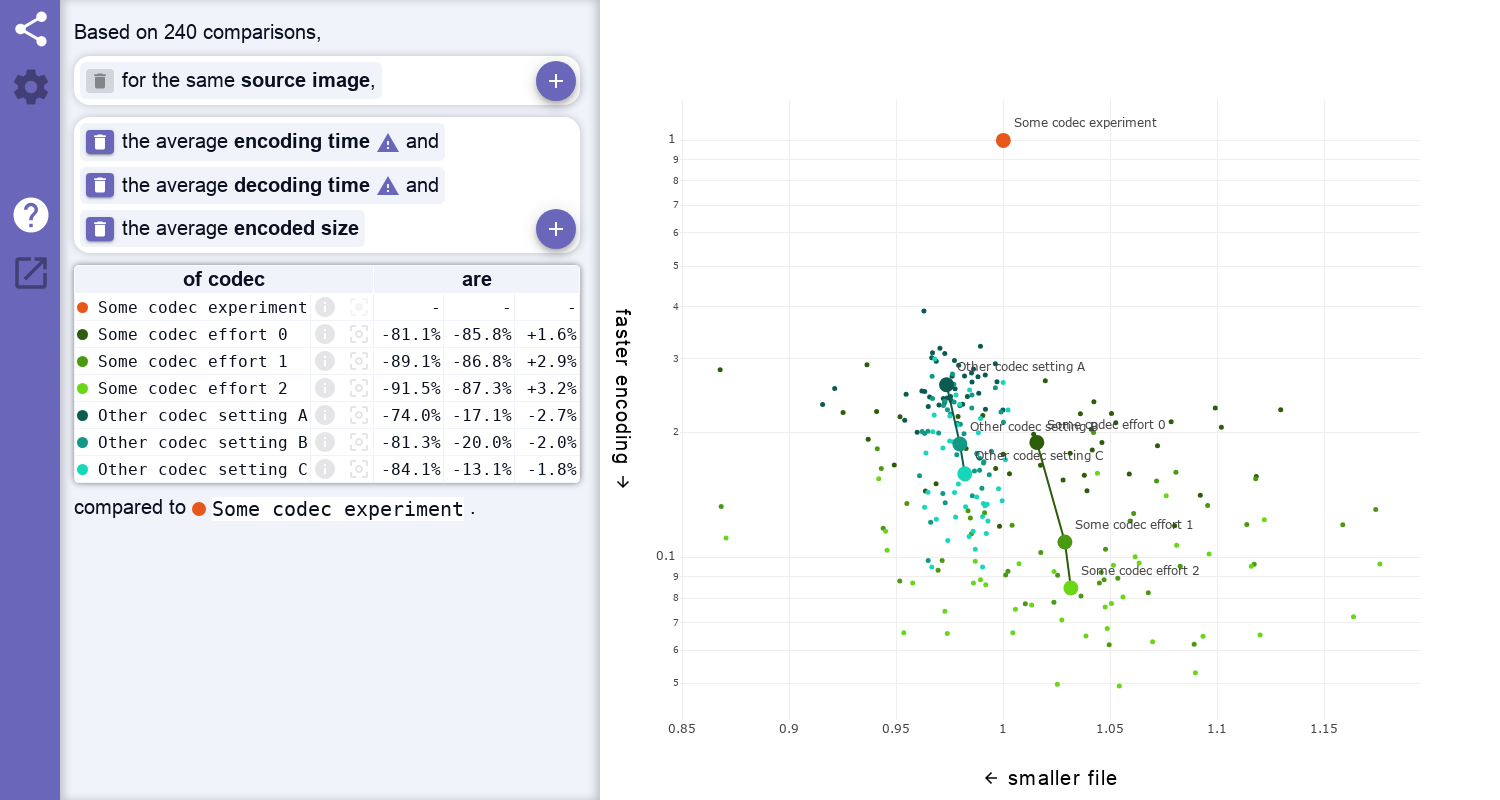 Based on 240 comparisons,
for the same source image,
the average encoding time and
the average decoding time and
the average encoded size
of codec are
Some codec experiment - - -
Some codec effort 0 -81.1% -85.8% +1.6%
Some codec effort 1 -89.1% -86.8% +2.9%
Some codec effort 2 -91.5% -87.3% +3.2%
Other codec setting A -74.0% -17.1% -2.7%
Other codec setting B -81.3% -20.0% -2.0%
Other codec setting C -84.1% -13.1% -1.8%
compared to Some codec experiment .
faster encoding →
1
9
8
7
6
5
4
3
2
0.1
9
8
7
6
5
Some codec experiment
Other codec setting A
Other codec setting B
Some codec effort 0
Other codec setting C
Some codec effort 1
Some codec effort 2
0.85 0.9 0.95 1 1.05 1.1 1.15
← smaller file